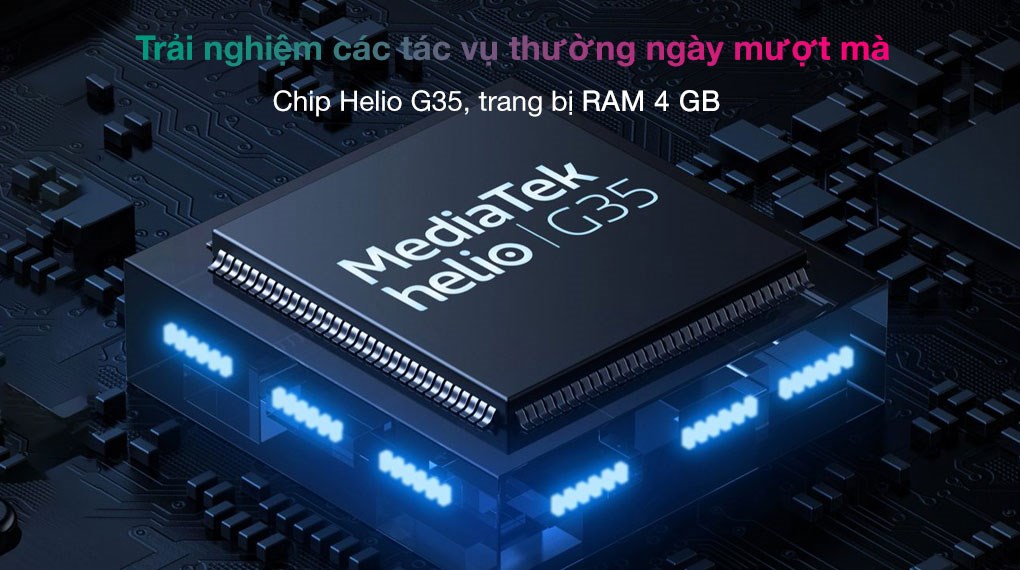 Trải nghiệm các tác vụ thường ngày mượt mà
Chip Helio G35, trang bị RAM 4 GB
MediaTek
helio | G35